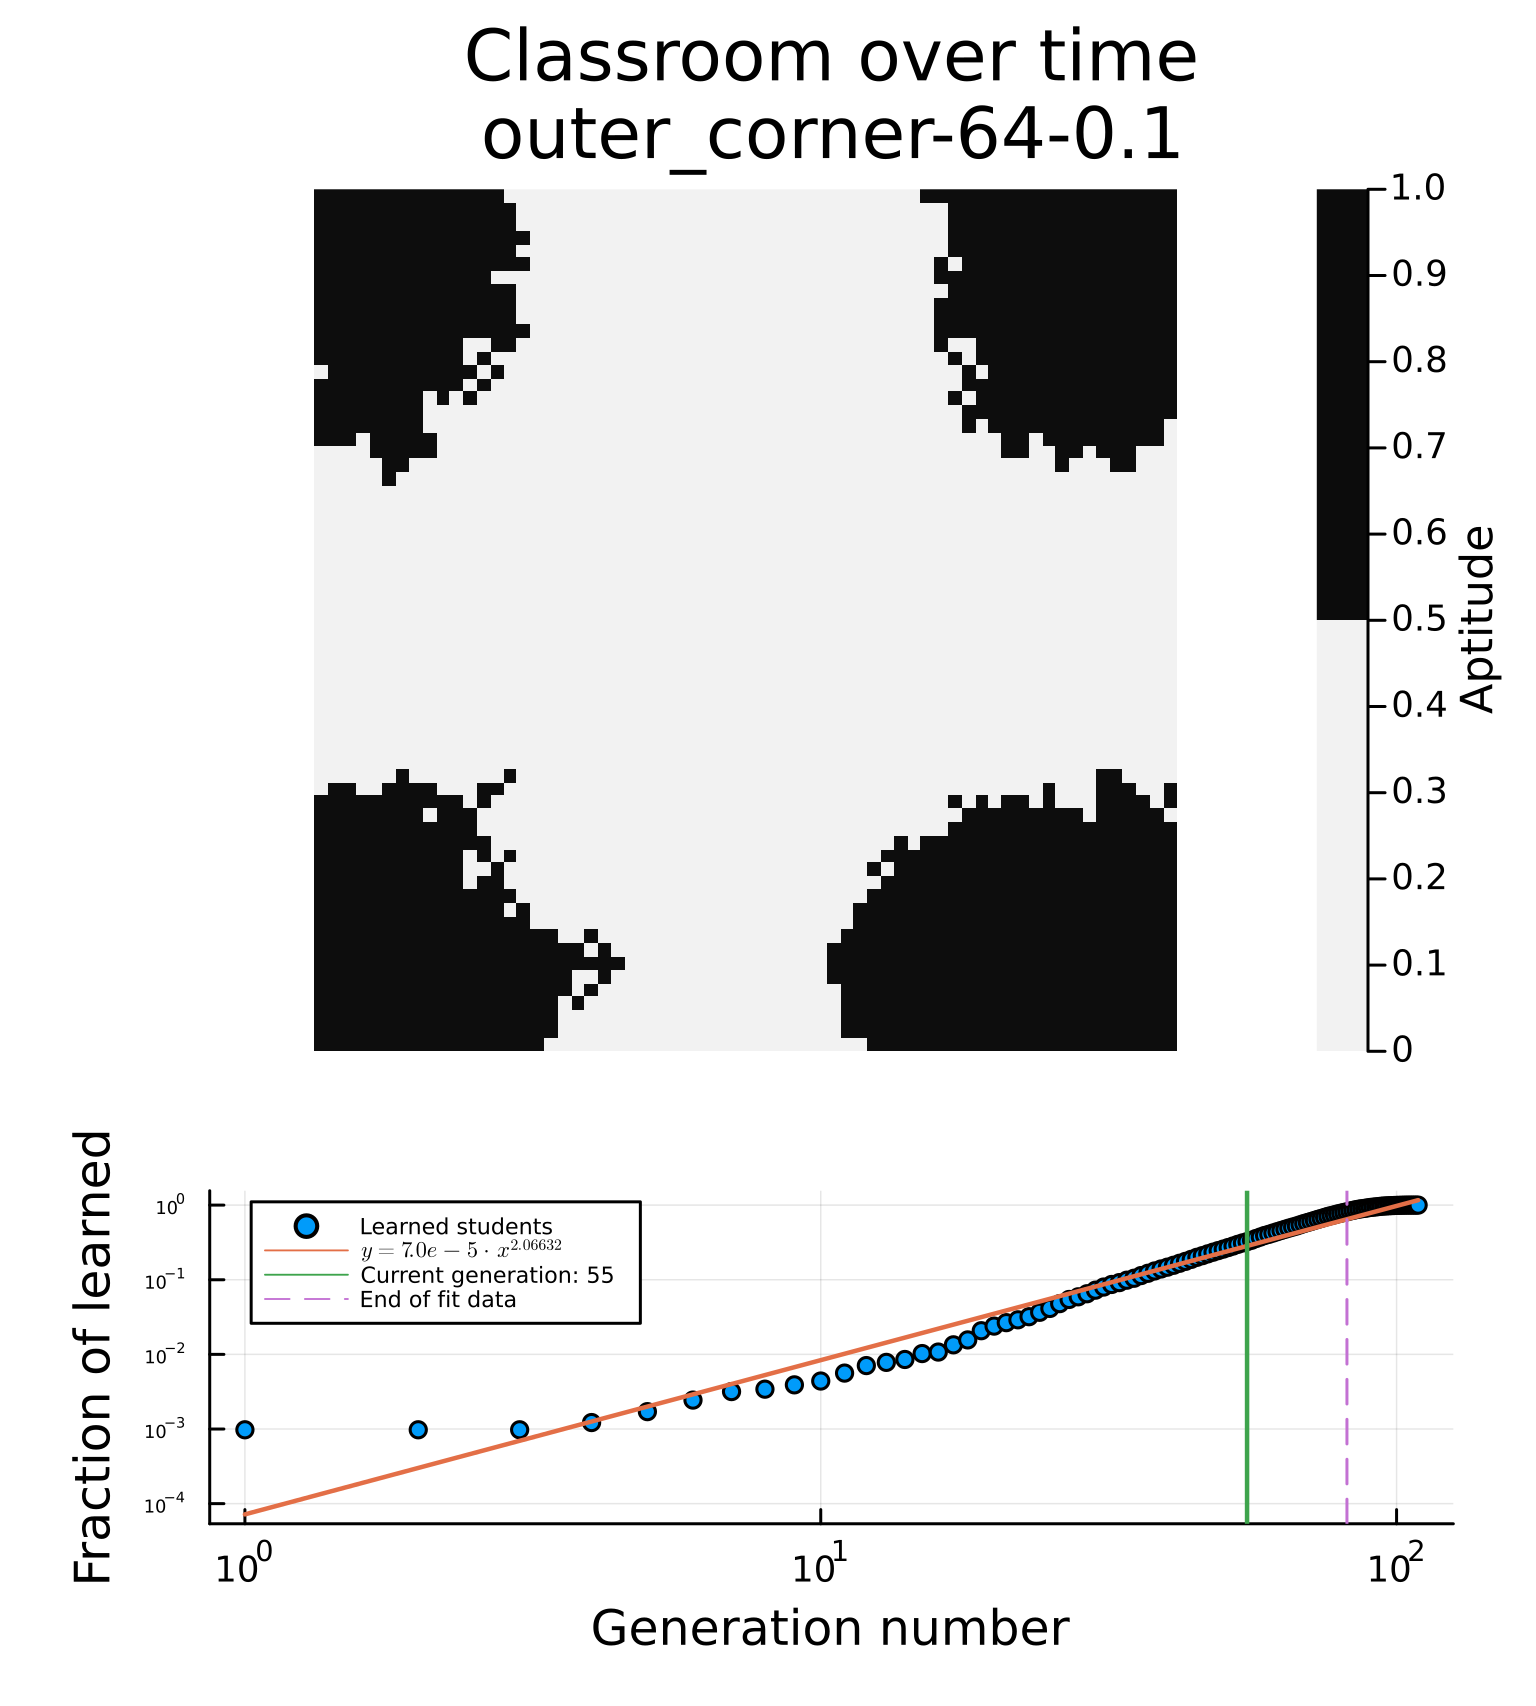 Classroom over time
outer_corner-64-0.1
1.0
0.9
0.8
0.7
0.6
0.5
0.4
0.3
0.2
0.1
0
Aptitude
Fraction of learned
10⁰
10⁻¹
10⁻²
10⁻³
10⁻⁴
Learned students
y = 7.0e − 5 · x^2.06632
Current generation: 55
End of fit data
10⁰ 10¹ 10²
Generation number